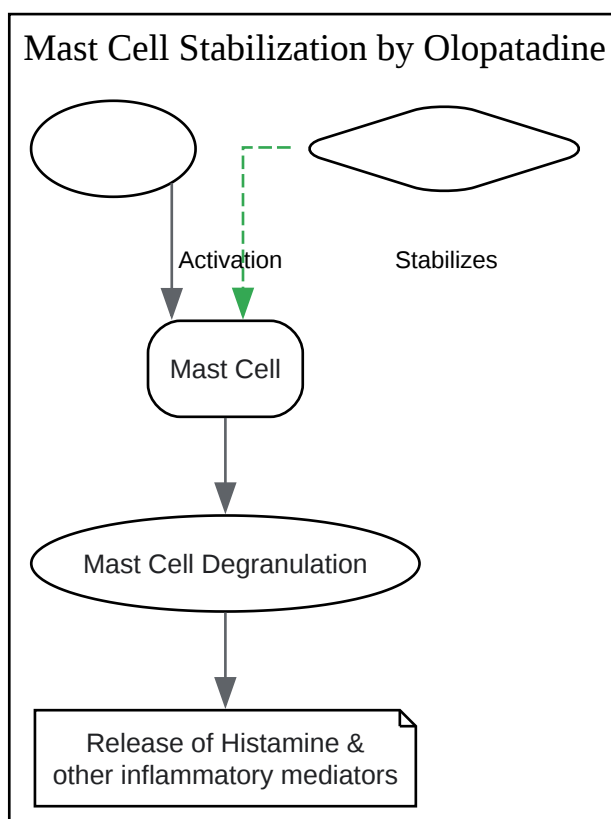 Mast Cell Stabilization by Olopatadine
Activation
Stabilizes
Mast Cell
Mast Cell Degranulation
Release of Histamine &
other inflammatory mediators